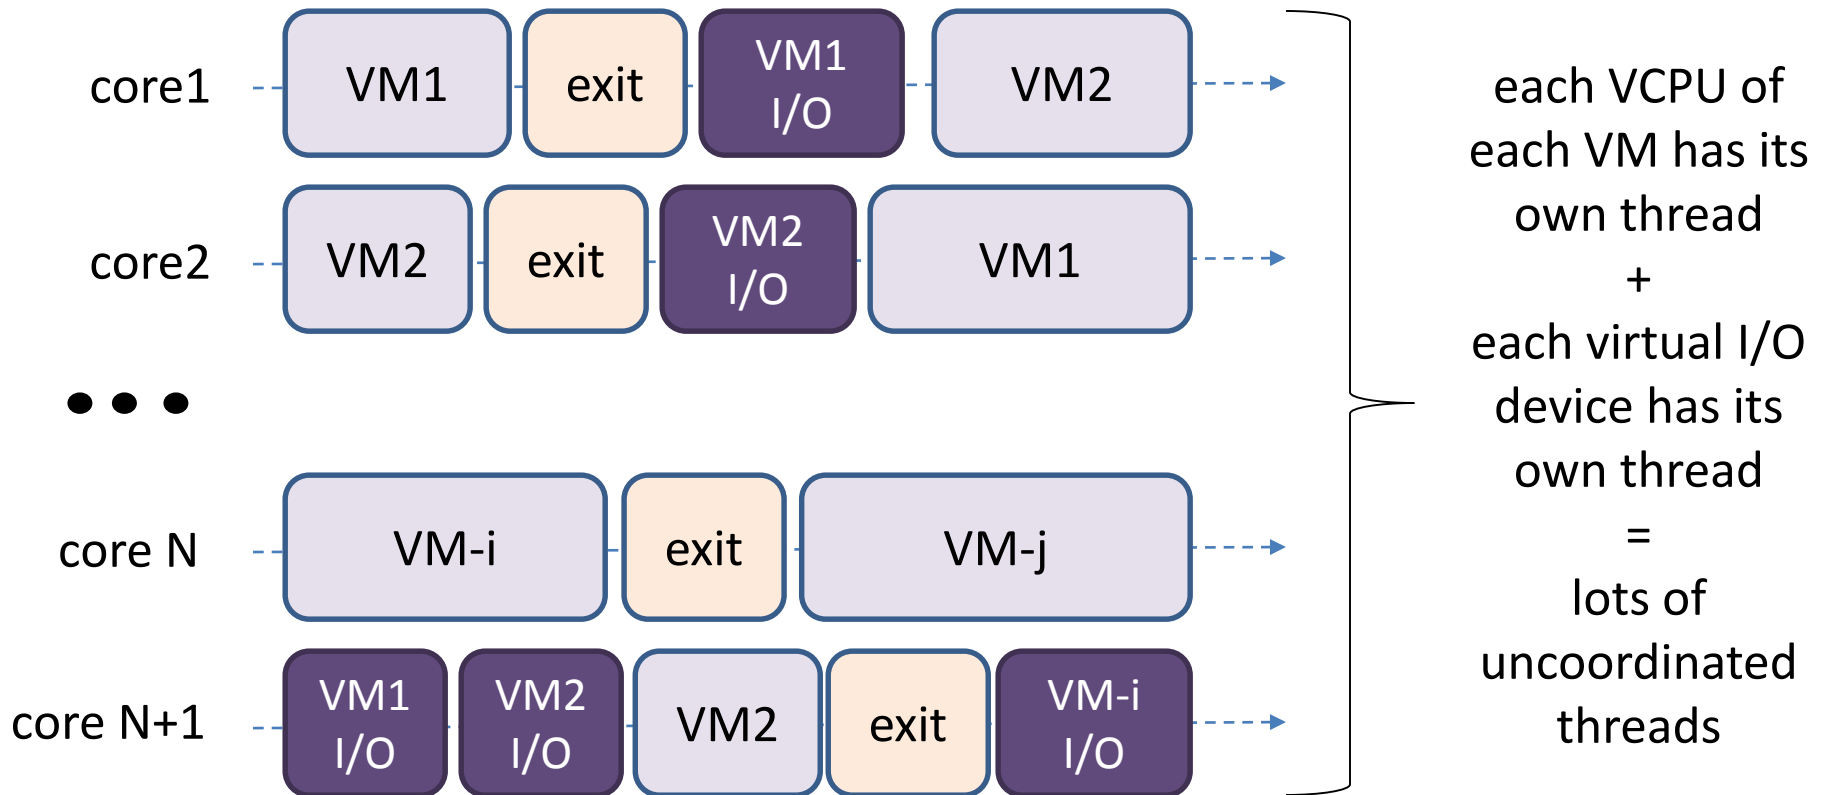 core1
VM1
exit
VM1
I/O
VM2
core2
VM2
exit
VM2
I/O
VM1
core N
VM-i
exit
VM-j
core N+1
VM1
I/O
VM2
I/O
VM2
exit
VM-i
I/O
each VCPU of
each VM has its
own thread
+
each virtual I/O
device has its
own thread
=
lots of
uncoordinated
threads